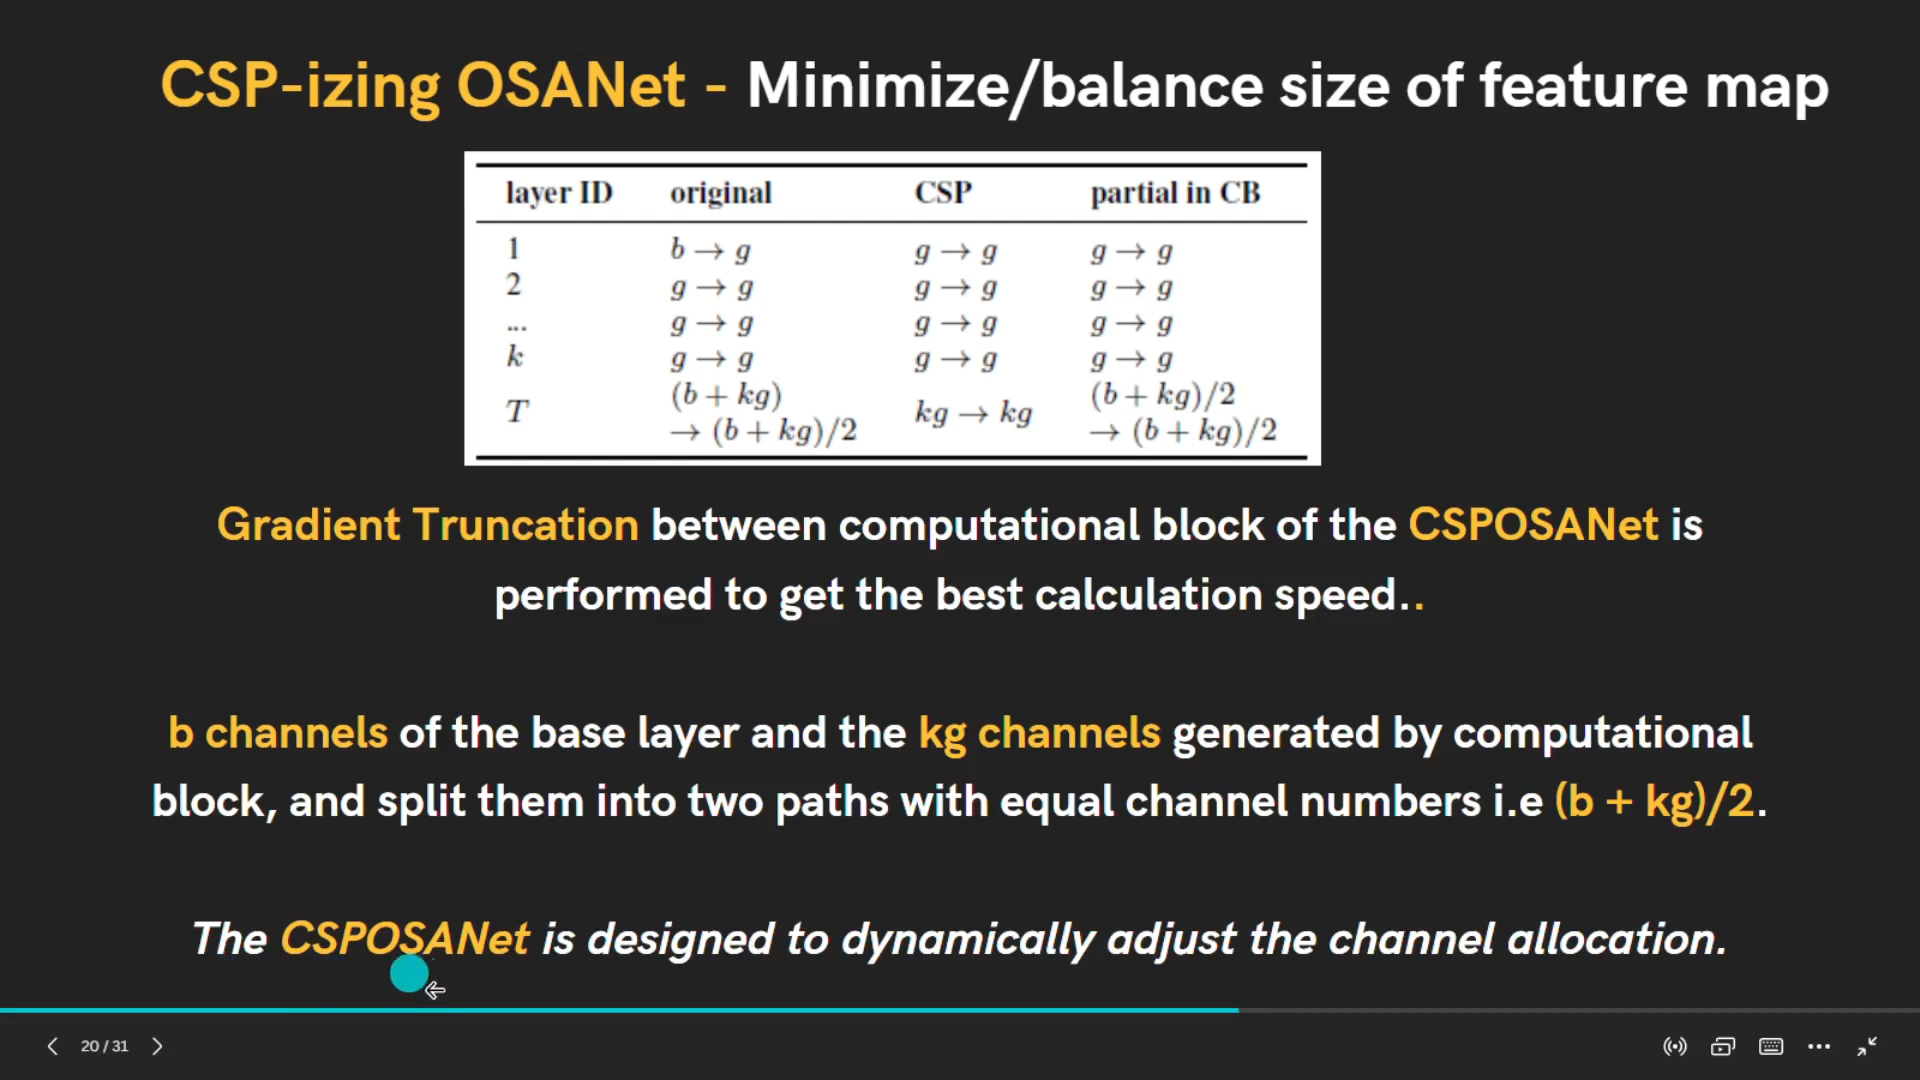 CSP-izing OSANet - Minimize/balance size of feature map
layer ID original CSP partial in CB
1 b → g g → g g → g
2 g → g g → g g → g
... g → g g → g g → g
k g → g g → g g → g
T (b + kg) → (b + kg)/2 kg → kg (b + kg)/2 → (b + kg)/2
Gradient Truncation between computational block of the CSPOSANet is
performed to get the best calculation speed..
b channels of the base layer and the kg channels generated by computational
block, and split them into two paths with equal channel numbers i.e (b + kg)/2.
The CSPOSANet is designed to dynamically adjust the channel allocation.
20 / 31